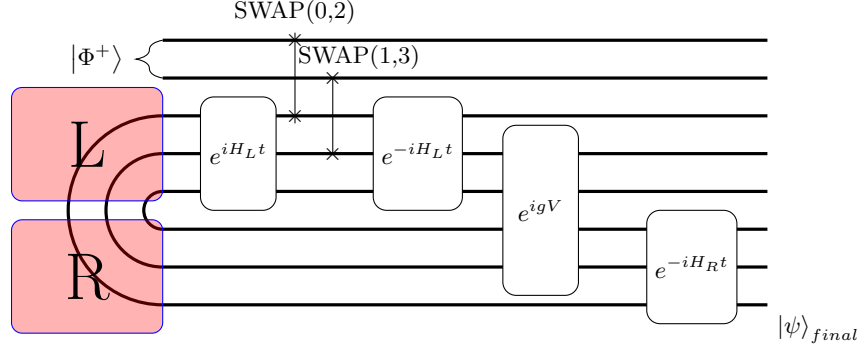 SWAP(0,2)
|Φ⁺⟩
SWAP(1,3)
L
e^{iH_L t}
e^{-iH_L t}
e^{igV}
R
e^{-iH_R t}
|ψ⟩_{final}